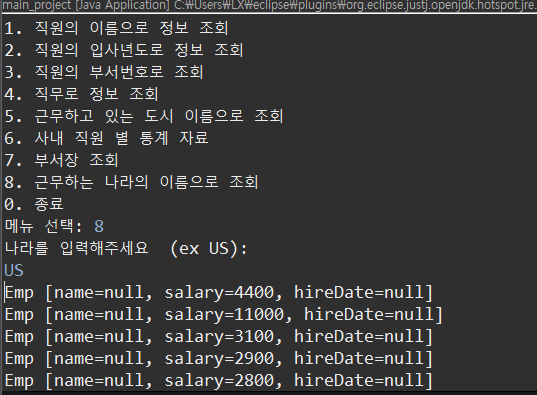 main_project [Java Application] C:\Users\LX\eclipse\plugins\org.eclipse.justj.openjdk.hotspot.jre.
1. 직원의 이름으로 정보 조회
2. 직원의 입사년도로 정보 조회
3. 직원의 부서번호로 조회
4. 직무로 정보 조회
5. 근무하고 있는 도시 이름으로 조회
6. 사내 직원 별 통계 자료
7. 부서장 조회
8. 근무하는 나라의 이름으로 조회
0. 종료
메뉴 선택: 8
나라를 입력해주세요 (ex US):
US
Emp [name=null, salary=4400, hireDate=null]
Emp [name=null, salary=11000, hireDate=null]
Emp [name=null, salary=3100, hireDate=null]
Emp [name=null, salary=2900, hireDate=null]
Emp [name=null, salary=2800, hireDate=null]